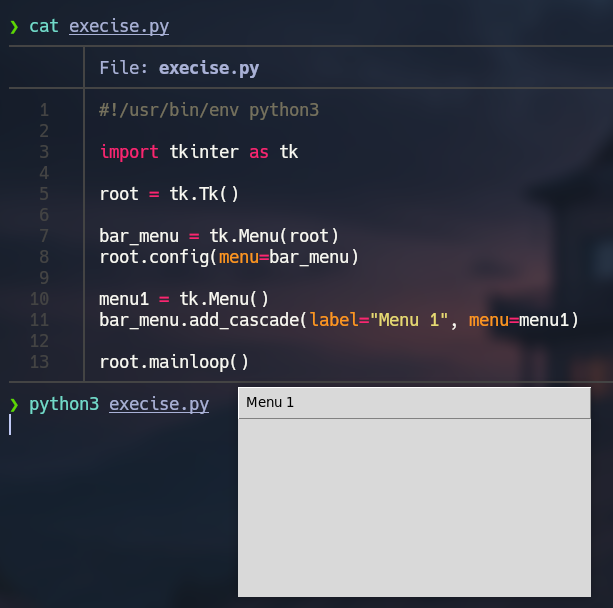 ❯ cat execise.py
File: execise.py
1 #!/usr/bin/env python3
2
3 import tkinter as tk
4
5 root = tk.Tk()
6
7 bar_menu = tk.Menu(root)
8 root.config(menu=bar_menu)
9
10 menu1 = tk.Menu()
11 bar_menu.add_cascade(label="Menu 1", menu=menu1)
12
13 root.mainloop()
❯ python3 execise.py
Menu 1